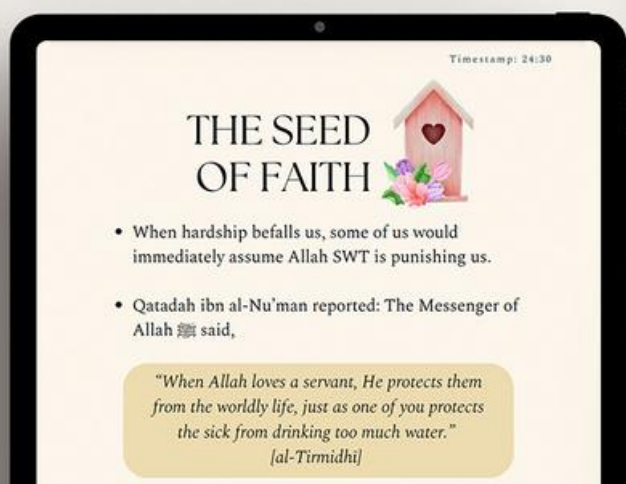 Timestamp: 24:30
THE SEED
OF FAITH
• When hardship befalls us, some of us would
immediately assume Allah SWT is punishing us.
• Qatadah ibn al-Nu’man reported: The Messenger of
Allah ﷺ said,
“When Allah loves a servant, He protects them
from the worldly life, just as one of you protects
the sick from drinking too much water.”
[al-Tirmidhi]